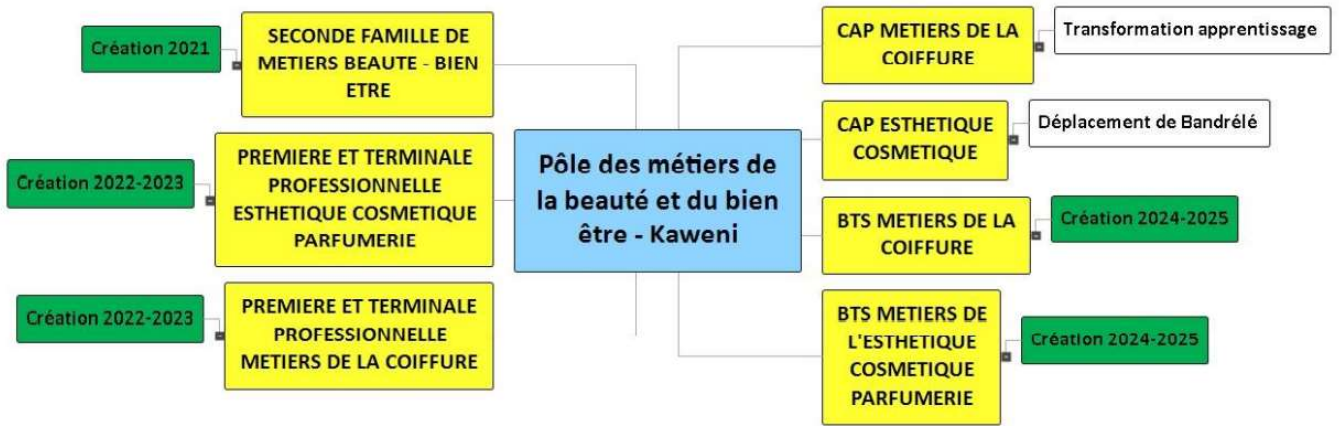 Création 2021
SECONDE FAMILLE DE
METIERS BEAUTE - BIEN
ETRE
Création 2022-2023
PREMIERE ET TERMINALE
PROFESSIONNELLE
ESTHETIQUE COSMETIQUE
PARFUMERIE
Création 2022-2023
PREMIERE ET TERMINALE
PROFESSIONNELLE
METIERS DE LA COIFFURE
Pôle des métiers de
la beauté et du bien
être - Kaweni
CAP METIERS DE LA
COIFFURE
Transformation apprentissage
CAP ESTHETIQUE
COSMETIQUE
Déplacement de Bandrélé
BTS METIERS DE LA
COIFFURE
Création 2024-2025
BTS METIERS DE
L'ESTHETIQUE
COSMETIQUE
PARFUMERIE
Création 2024-2025